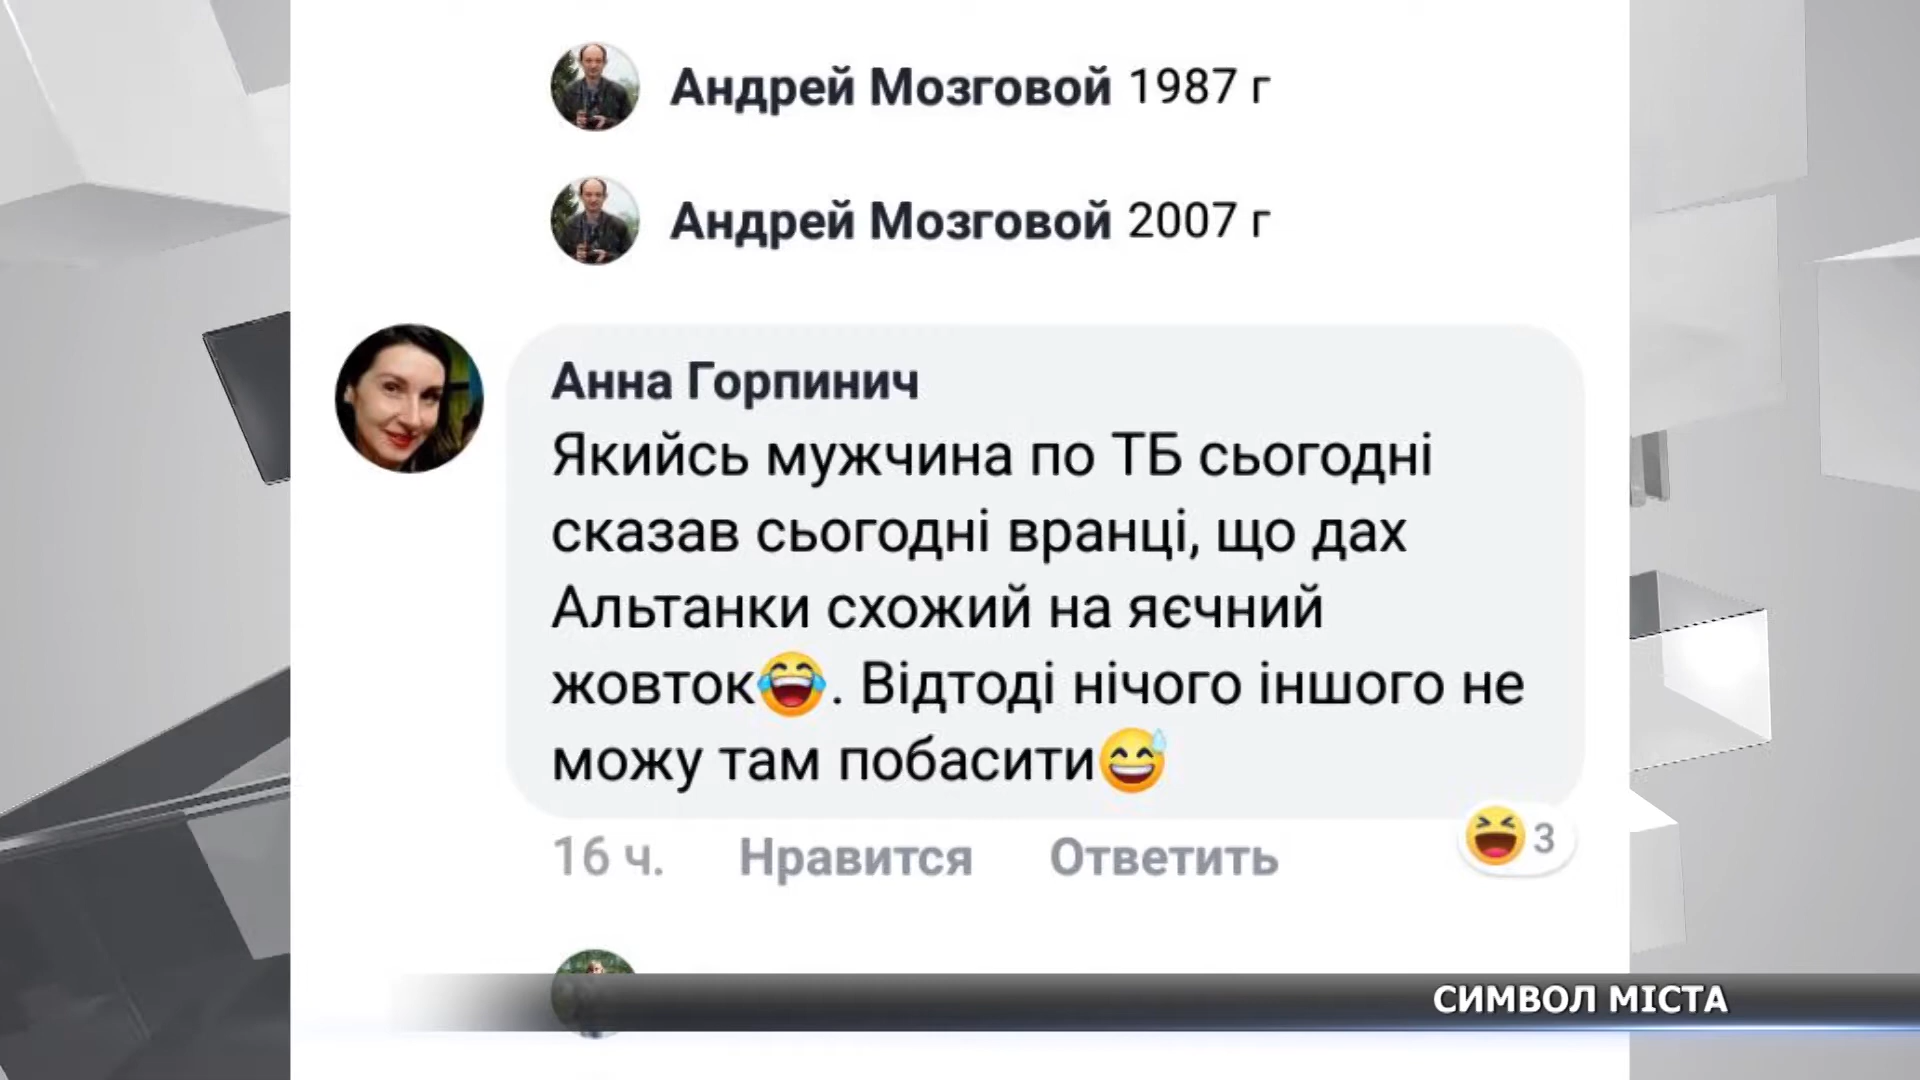 Андрей Мозговой 1987 г
Андрей Мозговой 2007 г
Анна Горпинич
Якийсь мужчина по ТБ сьогодні
сказав сьогодні вранці, що дах
Альтанки схожий на яєчний
жовток😂. Відтоді нічого іншого не
можу там побасити😅
16 ч. Нравится Ответить 3
СИМВОЛ МІСТА